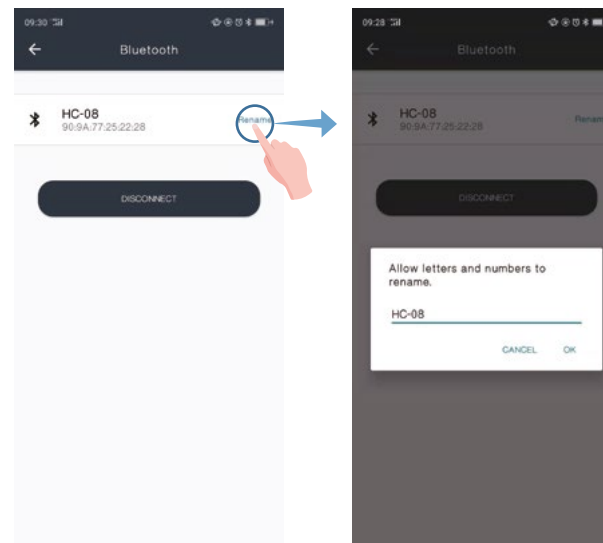 09:30
Bluetooth
HC-08
90:9A:77:25:22:28
Rename
DISCONNECT
09:28
Bluetooth
HC-08
90:9A:77:25:22:28
Renam
DISCONNECT
Allow letters and numbers to
rename.
HC-08
CANCEL OK